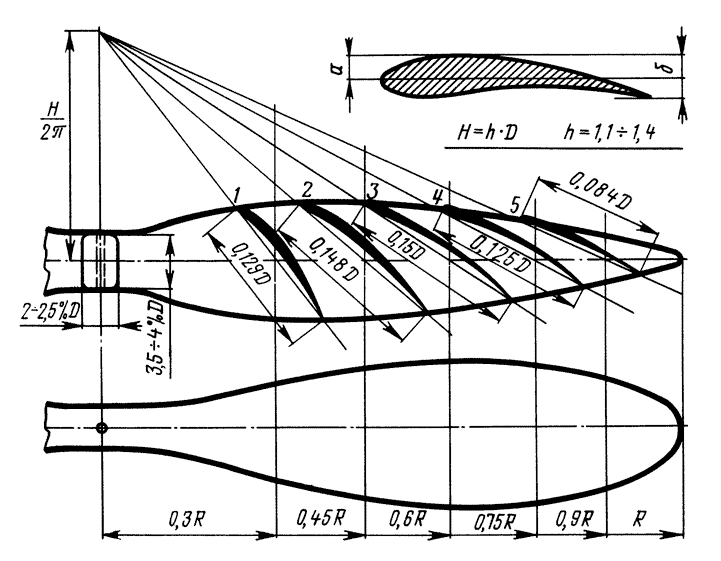 a
б
H
2π
H=h·D h=1,1÷1,4
1
2
3
4
5
0,084D
0,129D
0,148D
0,15D
0,125D
2÷2,5%D
3,5÷4%D
0,3R
0,45R
0,6R
0,75R
0,9R
R